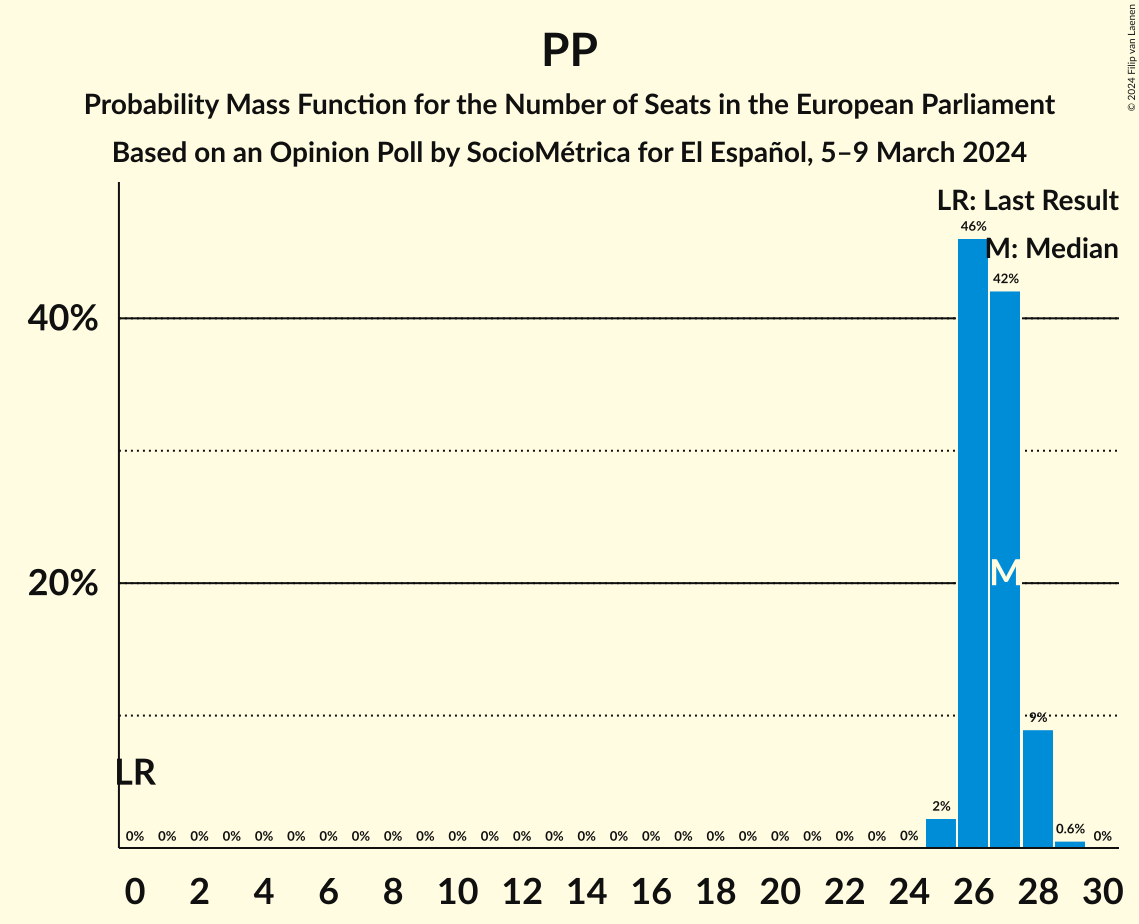 PP
Probability Mass Function for the Number of Seats in the European Parliament
Based on an Opinion Poll by SocioMétrica for El Español, 5–9 March 2024
© 2024 Filip van Laenen
LR: Last Result
M: Median
46%
42%
40%
20%
M
9%
LR
2%
0.6%
0% 0% 0% 0% 0% 0% 0% 0% 0% 0% 0% 0% 0% 0% 0% 0% 0% 0% 0% 0% 0% 0% 0% 0% 0% 0%
0 2 4 6 8 10 12 14 16 18 20 22 24 26 28 30